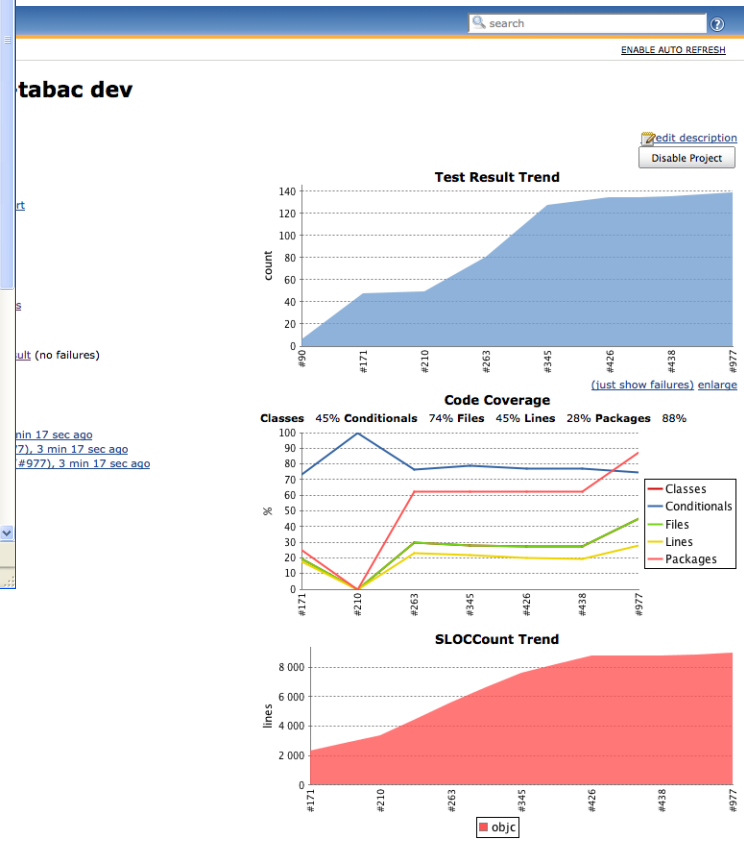 search
ENABLE AUTO REFRESH
-tabac dev
edit description
Disable Project
Test Result Trend
140
120
100
80
60
40
20
0
count
#90 #171 #210 #263 #345 #426 #438 #977
rt
s
ult (no failures)
(just show failures) enlarge
Code Coverage
Classes 45% Conditionals 74% Files 45% Lines 28% Packages 88%
min 17 sec ago
7), 3 min 17 sec ago
#977), 3 min 17 sec ago
100
90
80
70
60
50
40
30
20
10
0
%
#171 #210 #263 #345 #426 #438 #977
Classes
Conditionals
Files
Lines
Packages
SLOCCount Trend
8 000
6 000
4 000
2 000
0
lines
#171 #210 #263 #345 #426 #438 #977
objc